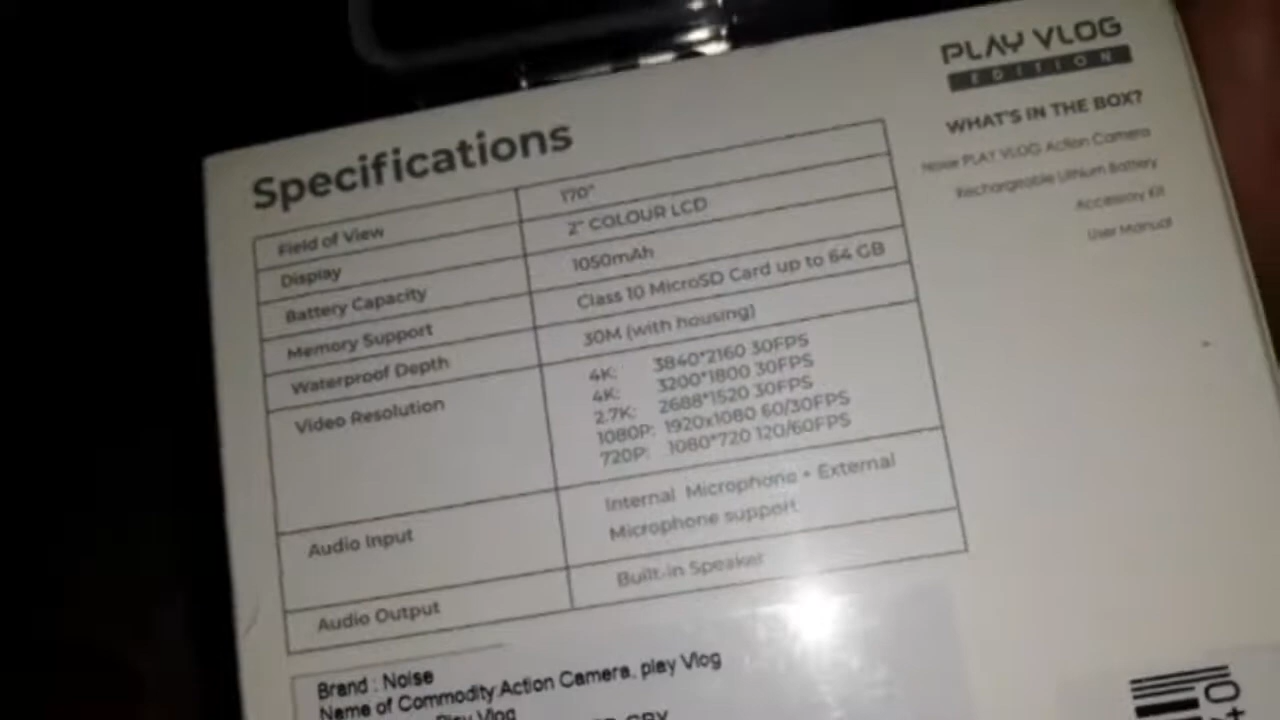 PLAY VLOG
EDITION
WHAT'S IN THE BOX?
Noise PLAY VLOG Action Camera
Rechargeable Lithium Battery
Accessory Kit
User Manual
Specifications
Field of View 170°
Display 2" COLOUR LCD
Battery Capacity 1050mAh
Memory Support Class 10 MicroSD Card up to 64 GB
Waterproof Depth 30M (with housing)
Video Resolution 4K: 3840*2160 30FPS
4K: 3200*1800 30FPS
2.7K: 2688*1520 30FPS
1080P: 1920x1080 60/30FPS
720P: 1080*720 120/60FPS
Audio Input Internal Microphone + External
Microphone support
Audio Output Built-in Speaker
Brand : Noise
Name of Commodity Action Camera, play Vlog
Play Vlog